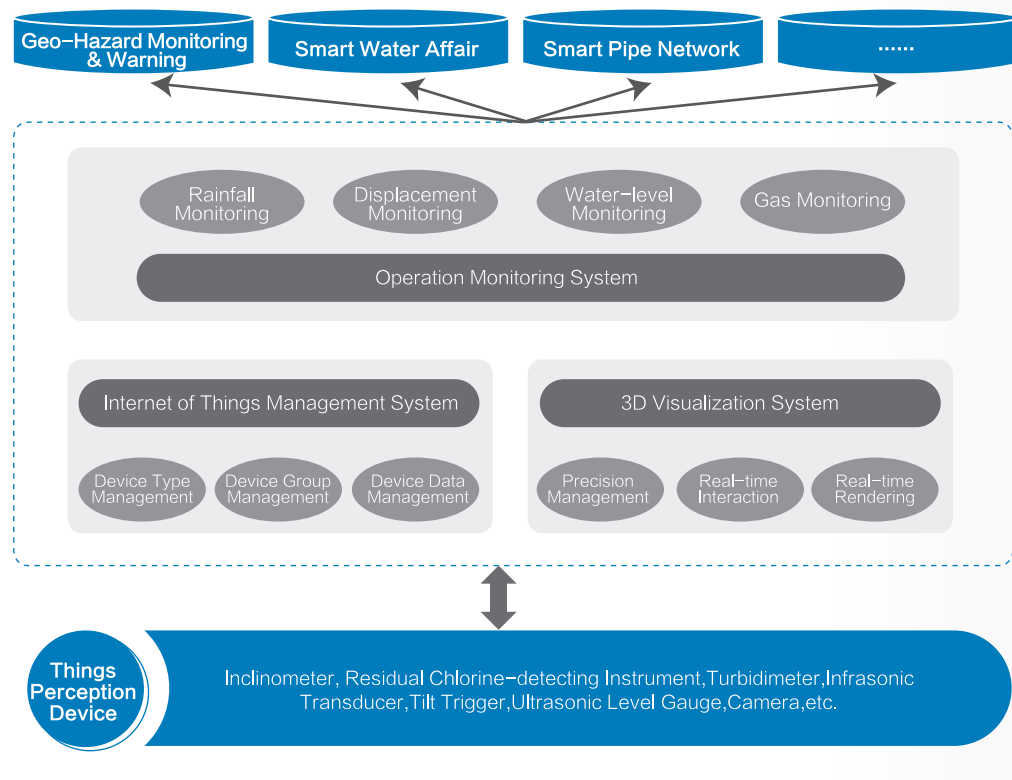 Geo-Hazard Monitoring
& Warning
Smart Water Affair
Smart Pipe Network
......
Rainfall
Monitoring
Displacement
Monitoring
Water-level
Monitoring
Gas Monitoring
Operation Monitoring System
Internet of Things Management System
3D Visualization System
Device Type
Management
Device Group
Management
Device Data
Management
Precision
Management
Real-time
Interaction
Real-time
Rendering
Things
Perception
Device
Inclinometer, Residual Chlorine-detecting Instrument,Turbidimeter,Infrasonic
Transducer,Tilt Trigger,Ultrasonic Level Gauge,Camera,etc.